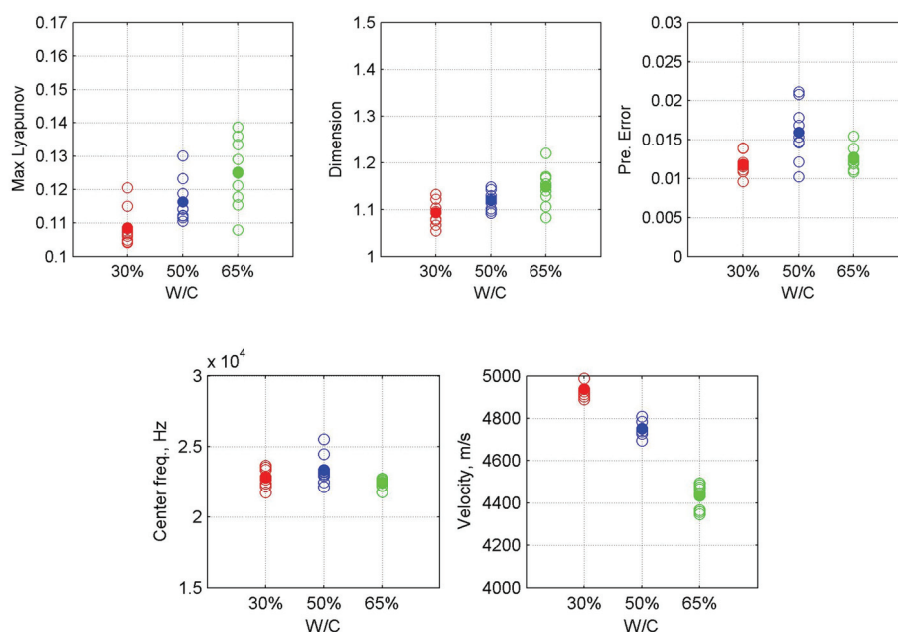 0.17
0.16
0.15
0.14
0.13
0.12
0.11
0.1
Max Lyapunov
30% 50% 65%
W/C
1.5
1.4
1.3
1.2
1.1
1
Dimension
30% 50% 65%
W/C
0.03
0.025
0.02
0.015
0.01
0.005
0
Pre. Error
30% 50% 65%
W/C
x 10⁴
3
2.5
2
1.5
Center freq., Hz
30% 50% 65%
W/C
5000
4800
4600
4400
4200
4000
Velocity, m/s
30% 50% 65%
W/C